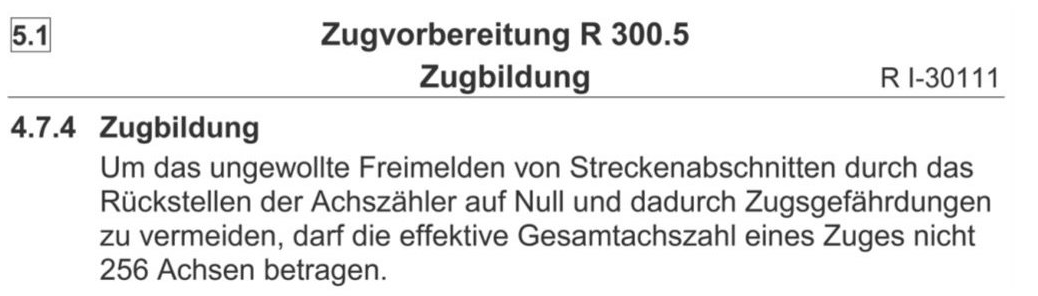 5.1 Zugvorbereitung R 300.5
Zugbildung R I-30111
4.7.4 Zugbildung
Um das ungewollte Freimelden von Streckenabschnitten durch das
Rückstellen der Achszähler auf Null und dadurch Zugsgefährdungen
zu vermeiden, darf die effektive Gesamtachszahl eines Zuges nicht
256 Achsen betragen.